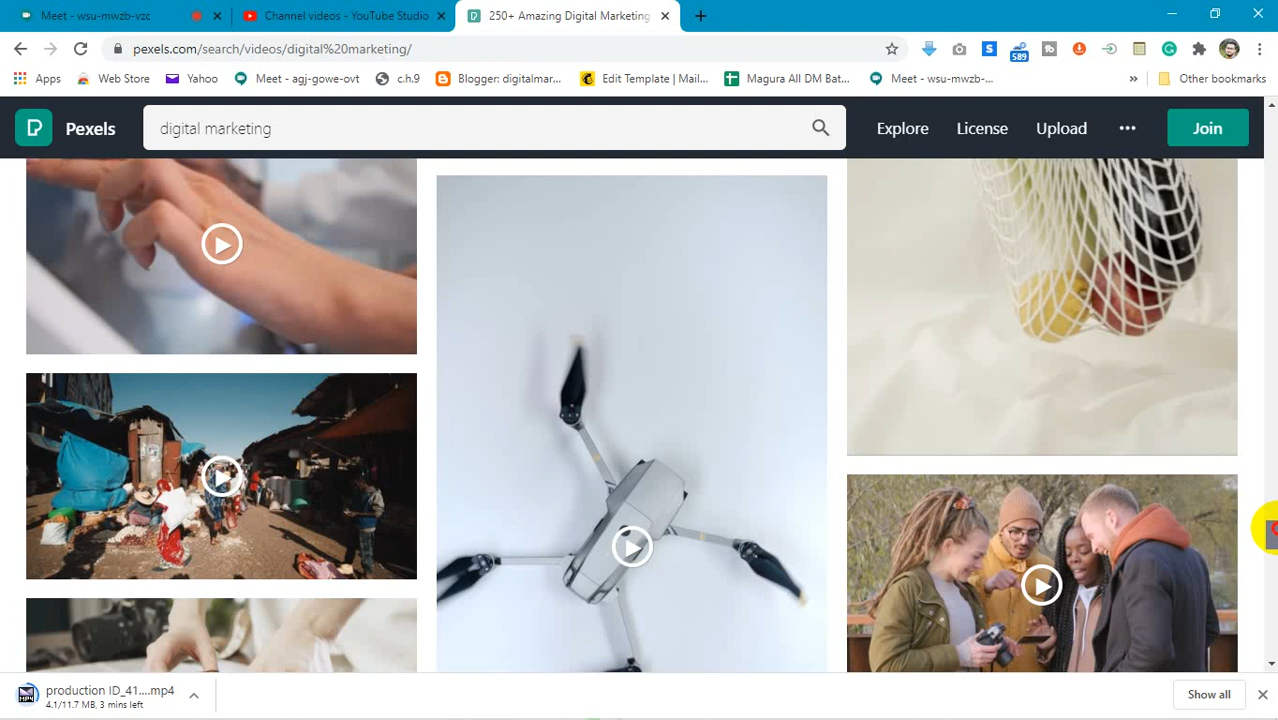 Meet - wsu-mwzb-vzc
Channel videos - YouTube Studio
250+ Amazing Digital Marketing
pexels.com/search/videos/digital%20marketing/
589
Apps
Web Store
Yahoo
Meet - agj-gowe-ovt
c.h.9
Blogger: digitalmar...
Edit Template | Mail...
Magura All DM Bat...
Meet - wsu-mwzb-...
»
Other bookmarks
Pexels
digital marketing
Explore
License
Upload
...
Join
production ID_41....mp4
4.1/11.7 MB, 3 mins left
Show all